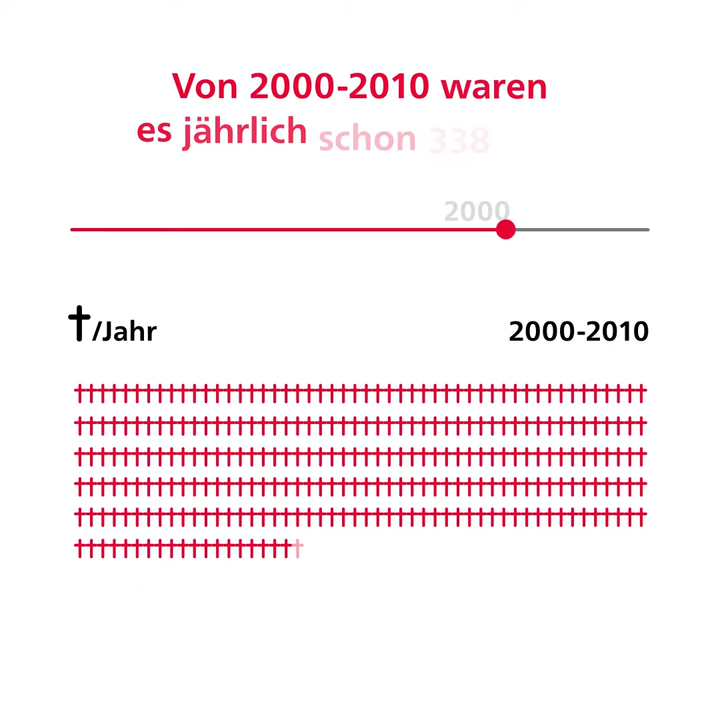 Von 2000-2010 waren
es jährlich schon 338
2000
†/Jahr
2000-2010